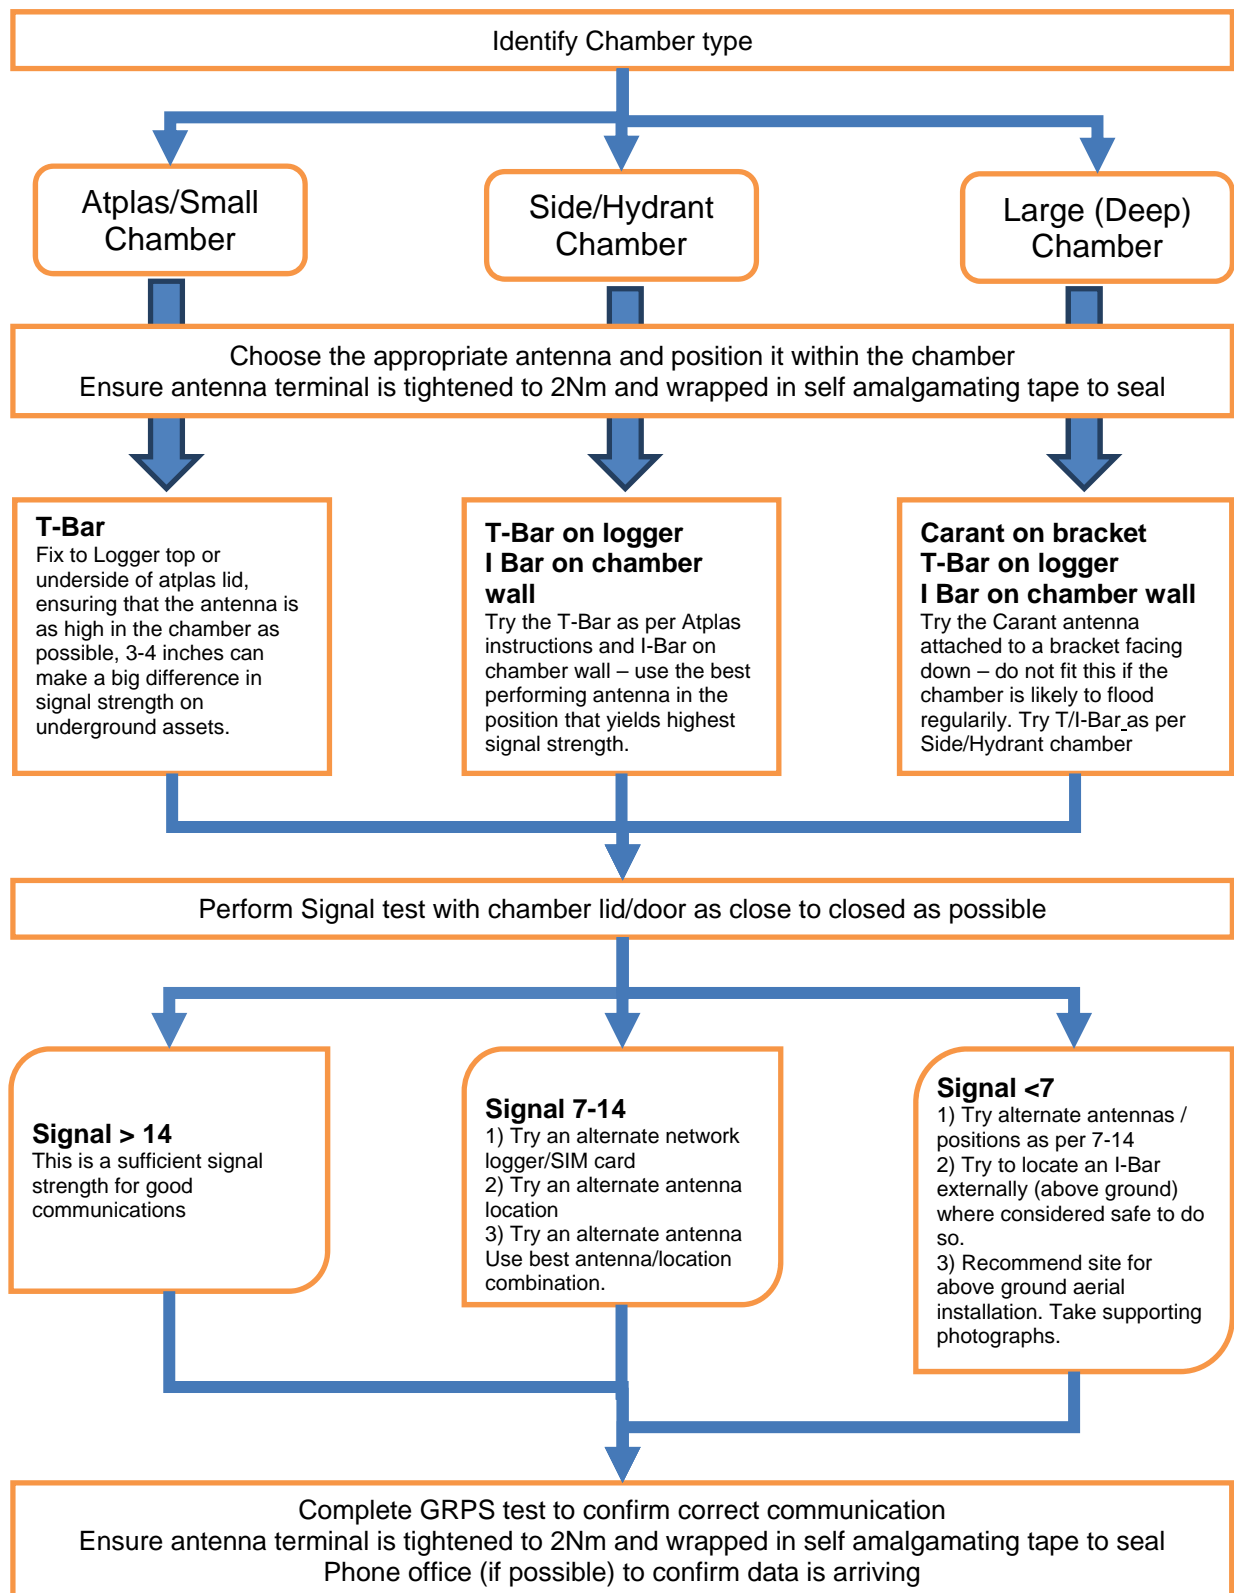 Identify Chamber type
Atplas/Small
Chamber
Side/Hydrant
Chamber
Large (Deep)
Chamber
Choose the appropriate antenna and position it within the chamber
Ensure antenna terminal is tightened to 2Nm and wrapped in self amalgamating tape to seal
T-Bar
Fix to Logger top or
underside of atplas lid,
ensuring that the antenna is
as high in the chamber as
possible, 3-4 inches can
make a big difference in
signal strength on
underground assets.
T-Bar on logger
I Bar on chamber
wall
Try the T-Bar as per Atplas
instructions and I-Bar on
chamber wall – use the best
performing antenna in the
position that yields highest
signal strength.
Carant on bracket
T-Bar on logger
I Bar on chamber wall
Try the Carant antenna
attached to a bracket facing
down – do not fit this if the
chamber is likely to flood
regularily. Try T/I-Bar as per
Side/Hydrant chamber
Perform Signal test with chamber lid/door as close to closed as possible
Signal > 14
This is a sufficient signal
strength for good
communications
Signal 7-14
1) Try an alternate network
logger/SIM card
2) Try an alternate antenna
location
3) Try an alternate antenna
Use best antenna/location
combination.
Signal <7
1) Try alternate antennas /
positions as per 7-14
2) Try to locate an I-Bar
externally (above ground)
where considered safe to do
so.
3) Recommend site for
above ground aerial
installation. Take supporting
photographs.
Complete GRPS test to confirm correct communication
Ensure antenna terminal is tightened to 2Nm and wrapped in self amalgamating tape to seal
Phone office (if possible) to confirm data is arriving